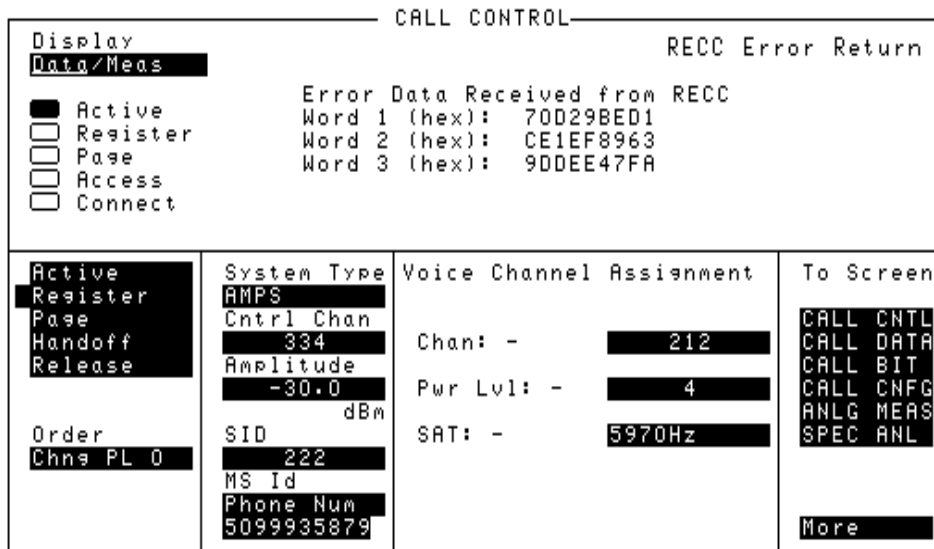 CALL CONTROL
Display
Data/Meas
RECC Error Return
Active
Register
Page
Access
Connect
Error Data Received from RECC
Word 1 (hex): 70D29BED1
Word 2 (hex): CE1EF8963
Word 3 (hex): 9DDEE47FA
Active
Register
Page
Handoff
Release
Order
Chng PL 0
System Type
AMPS
Cntrl Chan
334
Amplitude
-30.0
dBm
SID
222
MS Id
Phone Num
5099935879
Voice Channel Assignment
Chan: - 212
Pwr Lvl: - 4
SAT: - 5970Hz
To Screen
CALL CNTL
CALL DATA
CALL BIT
CALL CNFG
ANLG MEAS
SPEC ANL
More